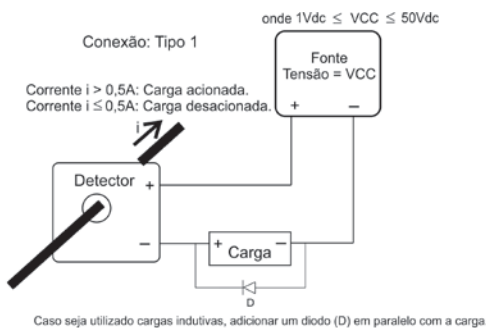 onde 1Vdc ≤ VCC ≤ 50Vdc
Conexão: Tipo 1
Fonte
Tensão = VCC
+ −
Corrente i > 0,5A: Carga acionada.
Corrente i ≤ 0,5A: Carga desacionada.
i
Detector
+
−
+ Carga −
D
Caso seja utilizado cargas indutivas, adicionar um diodo (D) em paralelo com a carga